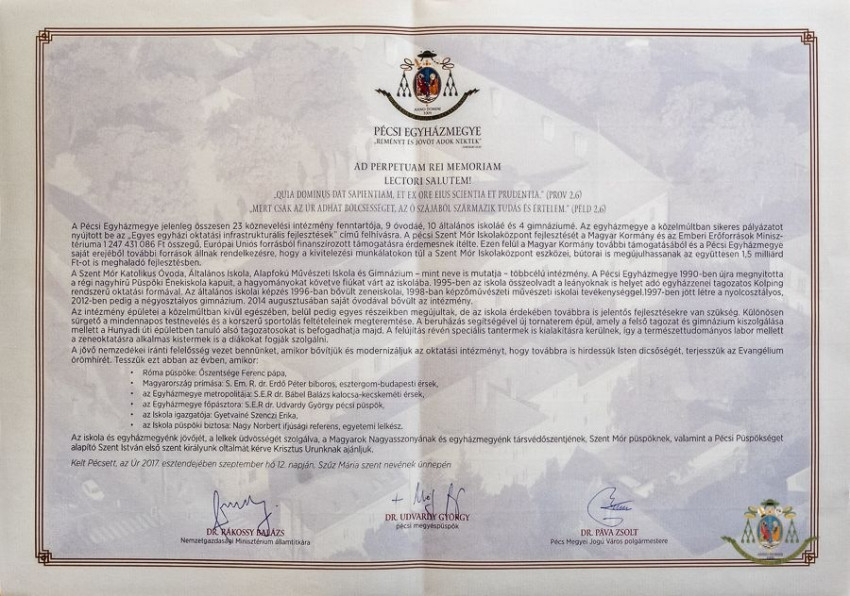 PÉCSI EGYHÁZMEGYE
„REMÉNYT ÉS JÖVŐT ADOK NEKTEK"
AD PERPETUAM REI MEMORIAM
LECTORI SALUTEM!
„QUIA DOMINUS DAT SAPIENTIAM, ET EX ORE EIUS SCIENTIA ET PRUDENTIA." (PROV 2,6)
„MERT CSAK AZ ÚR ADHAT BÖLCSESSÉGET, AZ Ő SZÁJÁBÓL SZÁRMAZIK TUDÁS ÉS ÉRTELEM." (PÉLD 2,6)
A Pécsi Egyházmegye jelenleg összesen 23 köznevelési intézmény fenntartója, 9 óvodáé, 10 általános iskoláé és 4 gimnáziumé. Az egyházmegye a közelmúltban sikeres pályázatot
nyújtott be az „Egyes egyházi oktatási infrastrukturális fejlesztések" című felhívásra. A pécsi Szent Mór Iskolaközpont fejlesztését a Magyar Kormány és az Emberi Erőforrások Minisz-
tériuma 1 247 431 086 Ft összegű, Európai Uniós forrásból finanszírozott támogatásra érdemesnek ítélte. Ezen felül a Magyar Kormány további támogatásából és a Pécsi Egyházmegye
saját erejéből további források állnak rendelkezésre, hogy a kivitelezési munkálatokon túl a Szent Mór Iskolaközpont eszközei, bútorai is megújulhassanak az együttesen 1,5 milliárd
Ft-ot is meghaladó fejlesztésben.
A Szent Mór Katolikus Óvoda, Általános Iskola, Alapfokú Művészeti Iskola és Gimnázium – mint neve is mutatja – többcélú intézmény. A Pécsi Egyházmegye 1990-ben újra megnyitotta
a régi nagyhírű Püspöki Énekiskola kapuit, a hagyományokat követve fiúkat várt az iskolába. 1995-ben az iskola összeolvadt a leányoknak is helyet adó egyházzenei tagozatos Kolping
rendszerű oktatási formával. Az általános iskolai képzés 1996-ban bővült zeneiskolai, 1998-ban képzőművészeti művészeti iskolai tevékenységgel.1997-ben jött létre a nyolcosztályos,
2012-ben pedig a négyosztályos gimnázium. 2014 augusztusában saját óvodával bővült az intézmény.
Az intézmény épületei a közelmúltban kívül egészében, belül pedig egyes részeikben megújultak, de az iskola érdekében továbbra is jelentős fejlesztésekre van szükség. Különösen
sürgető a mindennapos testnevelés és a korszerű sportolás feltételeinek megteremtése. A beruházás segítségével új tornaterem épül, amely a felső tagozat és gimnázium kiszolgálása
mellett a Hunyadi úti épületben tanuló alsó tagozatosokat is befogadhatja majd. A felújítás révén speciális tantermek is kialakításra kerülnek, így a természettudományos labor mellett
a zeneoktatásra alkalmas kistermek is a diákokat fogják szolgálni.
A jövő nemzedékei iránti felelősség vezet bennünket, amikor bővítjük és modernizáljuk az oktatási intézményt, hogy továbbra is hirdessük Isten dicsőségét, terjesszük az Evangélium
örömhírét. Tesszük ezt abban az évben, amikor:
• Róma püspöke: Őszentsége Ferenc pápa,
• Magyarország prímása: S. Em. R. dr. Erdő Péter bíboros, esztergom-budapesti érsek,
• az Egyházmegye metropolitája: S.E.R dr. Bábel Balázs kalocsa-kecskeméti érsek,
• az Egyházmegye főpásztora: S.E.R dr. Udvardy György pécsi püspök,
• az Iskola igazgatója: Gyetvainé Szenczi Erika,
• az Iskola püspöki biztosa: Nagy Norbert ifjúsági referens, egyetemi lelkész.
Az iskola és egyházmegyénk jövőjét, a lelkek üdvösségét szolgálva, a Magyarok Nagyasszonyának és egyházmegyénk társvédőszentjének, Szent Mór püspöknek, valamint a Pécsi Püspökséget
alapító Szent István első szent királyunk oltalmát kérve Krisztus Urunknak ajánljuk.
Kelt Pécsett, az Úr 2017. esztendejében szeptember hó 12. napján, Szűz Mária szent nevének ünnepén
DR. RÁKOSSY BALÁZS
Nemzetgazdasági Minisztérium államtitkára
DR. UDVARDY GYÖRGY
pécsi megyéspüspök
DR. PÁVA ZSOLT
Pécs Megyei Jogú Város polgármestere